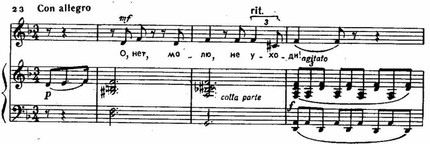 23 Con allegro
mf
rit.
3
О, нет, мо - лю, не у - хо - ди!
agitato
p
colla parte
f